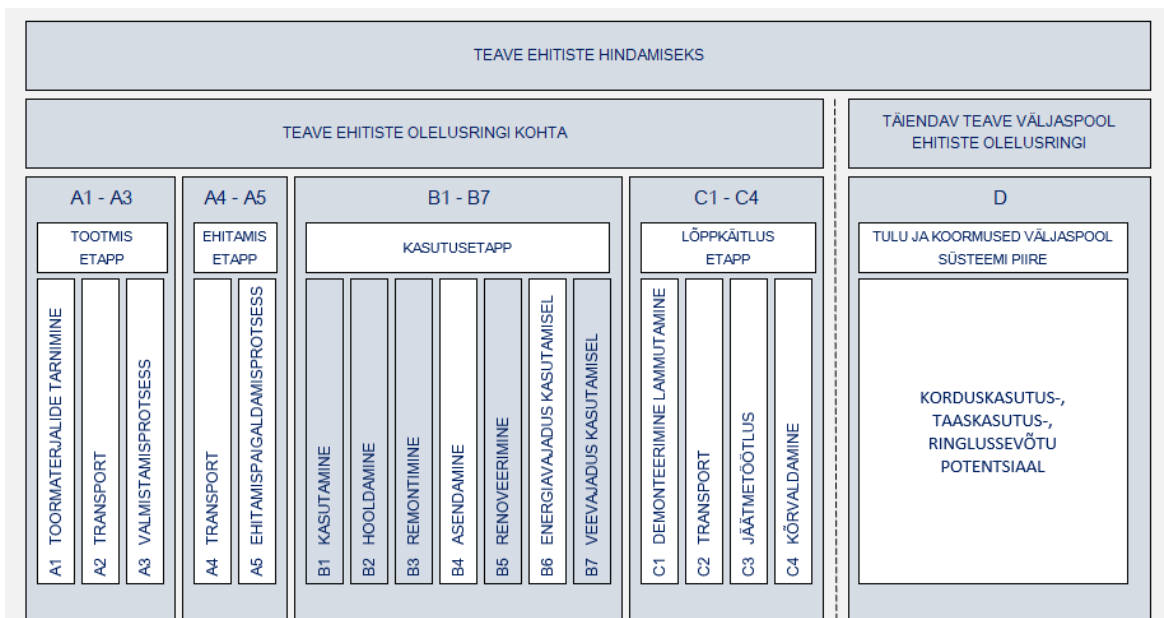 TEAVE EHITISTE HINDAMISEKS
TEAVE EHITISTE OLELUSRINGI KOHTA
TÄIENDAV TEAVE VÄLJASPOOL
EHITISTE OLELUSRINGI
A1 - A3
TOOTMIS
ETAPP
A1 TOORMATERJALIDE TARNIMINE
A2 TRANSPORT
A3 VALMISTAMISPROTSESS
A4 - A5
EHITAMIS
ETAPP
A4 TRANSPORT
A5 EHITAMISPAIGALDAMISPROTSESS
B1 - B7
KASUTUSETAPP
B1 KASUTAMINE
B2 HOOLDAMINE
B3 REMONTIMINE
B4 ASENDAMINE
B5 RENOVEERIMINE
B6 ENERGIAVAJADUS KASUTAMISEL
B7 VEEVAJADUS KASUTAMISEL
C1 - C4
LÕPPKÄITLUS
ETAPP
C1 DEMONTEERIMINE LAMMUTAMINE
C2 TRANSPORT
C3 JÄÄTMETÖÖTLUS
C4 KÕRVALDAMINE
D
TULU JA KOORMUSED VÄLJASPOOL
SÜSTEEMI PIIRE
KORDUSKASUTUS-,
TAASKASUTUS-,
RINGLUSSEVÕTU
POTENTSIAAL